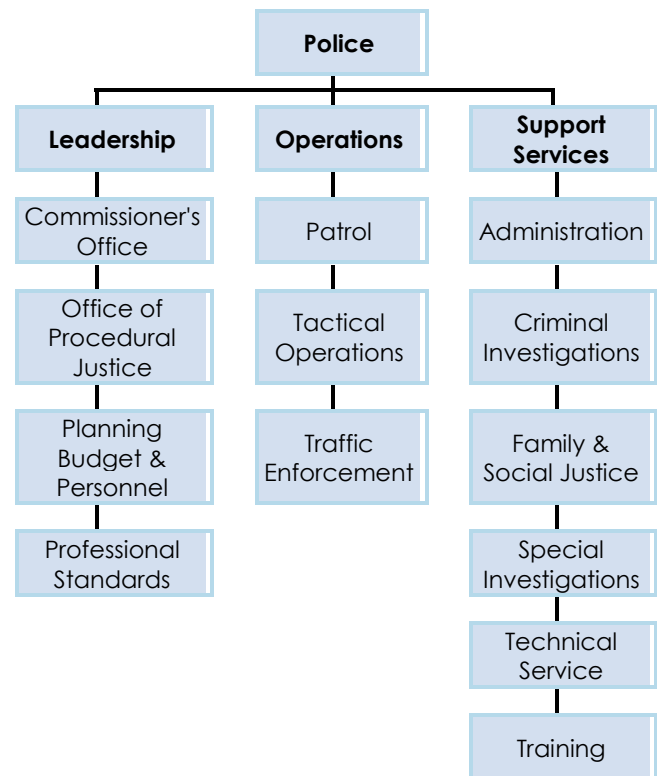 Police
Leadership
Commissioner's
Office
Office of
Procedural
Justice
Planning
Budget &
Personnel
Professional
Standards
Operations
Patrol
Tactical
Operations
Traffic
Enforcement
Support
Services
Administration
Criminal
Investigations
Family &
Social Justice
Special
Investigations
Technical
Service
Training